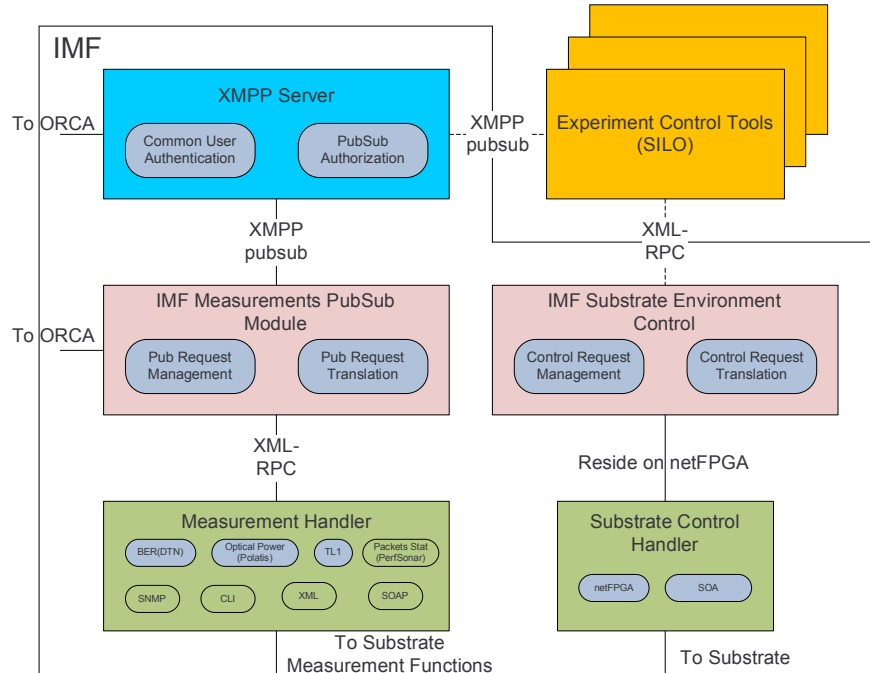 IMF
XMPP Server
To ORCA
Common User
Authentication
PubSub
Authorization
XMPP
pubsub
Experiment Control Tools
(SILO)
XMPP
pubsub
XML-
RPC
IMF Measurements PubSub
Module
To ORCA
Pub Request
Management
Pub Request
Translation
IMF Substrate Environment
Control
Control Request
Management
Control Request
Translation
XML-
RPC
Reside on netFPGA
Measurement Handler
BER(DTN)
Optical Power
(Polatis)
TL1
Packets Stat
(PerfSonar)
SNMP
CLI
XML
SOAP
Substrate Control
Handler
netFPGA
SOA
To Substrate
Measurement Functions
To Substrate